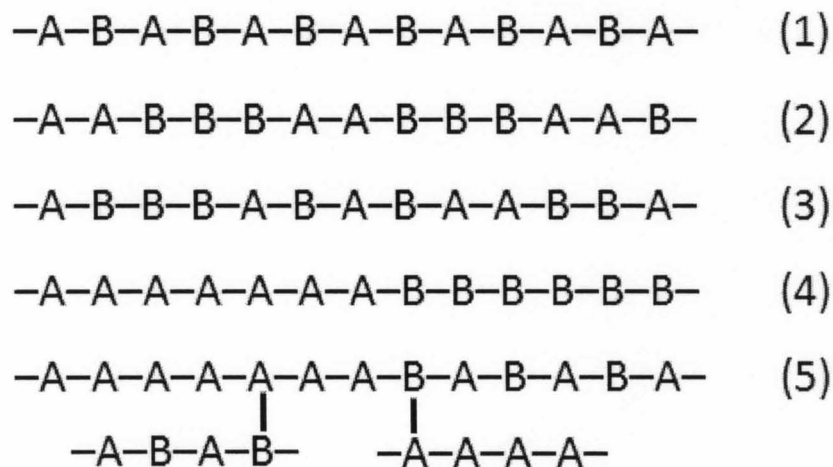 –A–B–A–B–A–B–A–B–A–B–A–B–A– (1)
–A–A–B–B–B–A–A–B–B–B–A–A–B– (2)
–A–B–B–B–A–B–A–B–A–A–B–B–A– (3)
–A–A–A–A–A–A–A–B–B–B–B–B–B– (4)
–A–A–A–A–A–A–A–B–A–B–A–B–A– (5)
–A–B–A–B– –A–A–A–A–